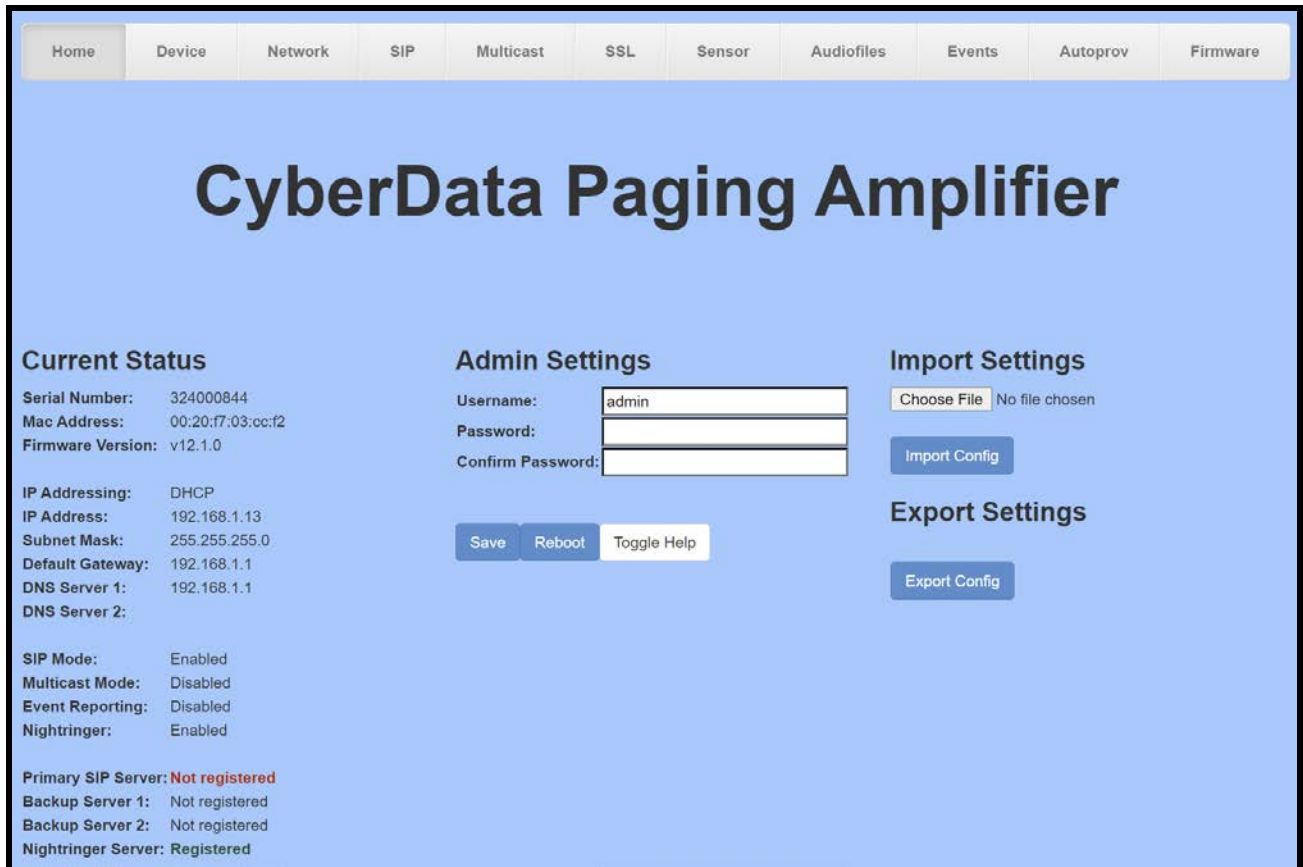 Home Device Network SIP Multicast SSL Sensor Audiofiles Events Autoprov Firmware
CyberData Paging Amplifier
Current Status
Serial Number: 324000844
Mac Address: 00:20:f7:03:cc:f2
Firmware Version: v12.1.0
IP Addressing: DHCP
IP Address: 192.168.1.13
Subnet Mask: 255.255.255.0
Default Gateway: 192.168.1.1
DNS Server 1: 192.168.1.1
DNS Server 2:
SIP Mode: Enabled
Multicast Mode: Disabled
Event Reporting: Disabled
Nightringer: Enabled
Primary SIP Server: Not registered
Backup Server 1: Not registered
Backup Server 2: Not registered
Nightringer Server: Registered
Admin Settings
Username: admin
Password:
Confirm Password:
Save Reboot Toggle Help
Import Settings
Choose File No file chosen
Import Config
Export Settings
Export Config